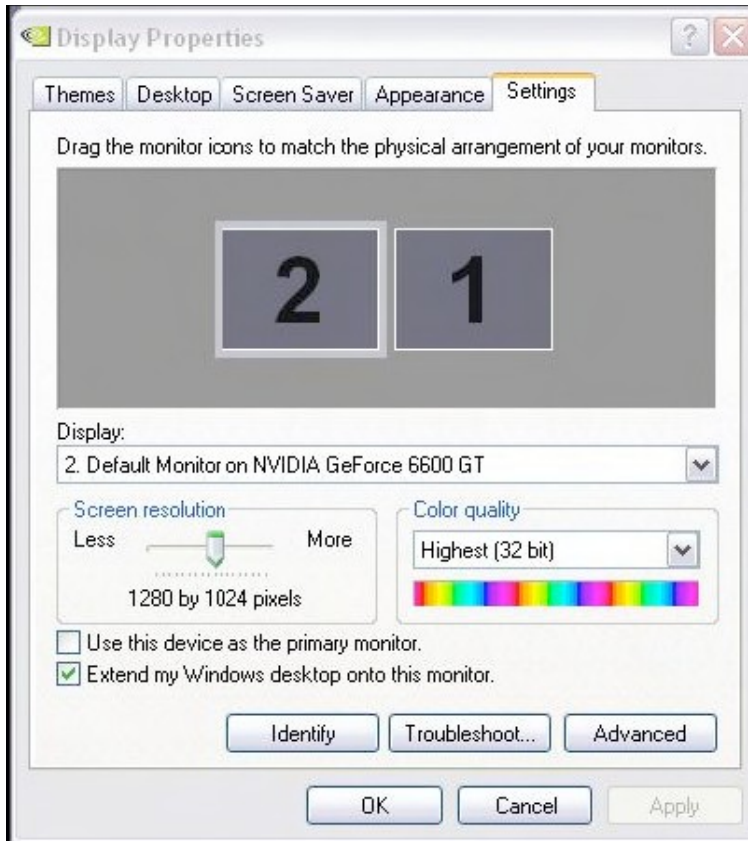 Display Properties
Themes Desktop Screen Saver Appearance Settings
Drag the monitor icons to match the physical arrangement of your monitors.
2 1
Display:
2. Default Monitor on NVIDIA GeForce 6600 GT
Screen resolution
Less More
1280 by 1024 pixels
Color quality
Highest (32 bit)
Use this device as the primary monitor.
Extend my Windows desktop onto this monitor.
Identify Troubleshoot... Advanced
OK Cancel Apply